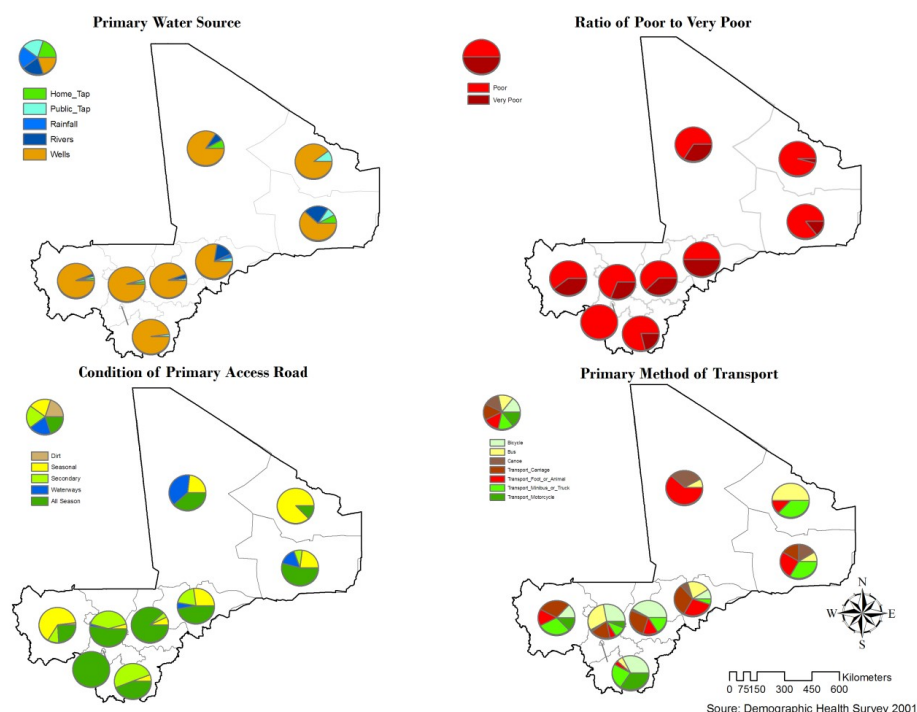 Primary Water Source
Home_Tap
Public_Tap
Rainfall
Rivers
Wells
Ratio of Poor to Very Poor
Poor
Very Poor
Condition of Primary Access Road
Dirt
Seasonal
Secondary
Waterways
All Season
Primary Method of Transport
Bicycle
Bus
Canoe
Transport_Carriage
Transport_Foot_or_Animal
Transport_Minibus_or_Truck
Transport_Motorcycle
N
W E
S
Kilometers
0 75150 300 450 600
Soure: Demographic Health Survey 2001